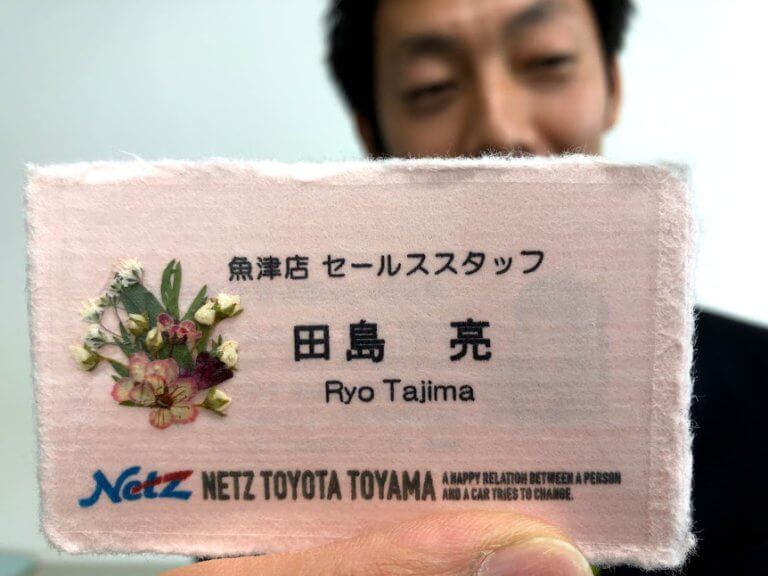 魚津店 セールススタッフ
田島 亮
Ryo Tajima
Netz NETZ TOYOTA TOYAMA A HAPPY RELATION BETWEEN A PERSON
AND A CAR TRIES TO CHANGE.